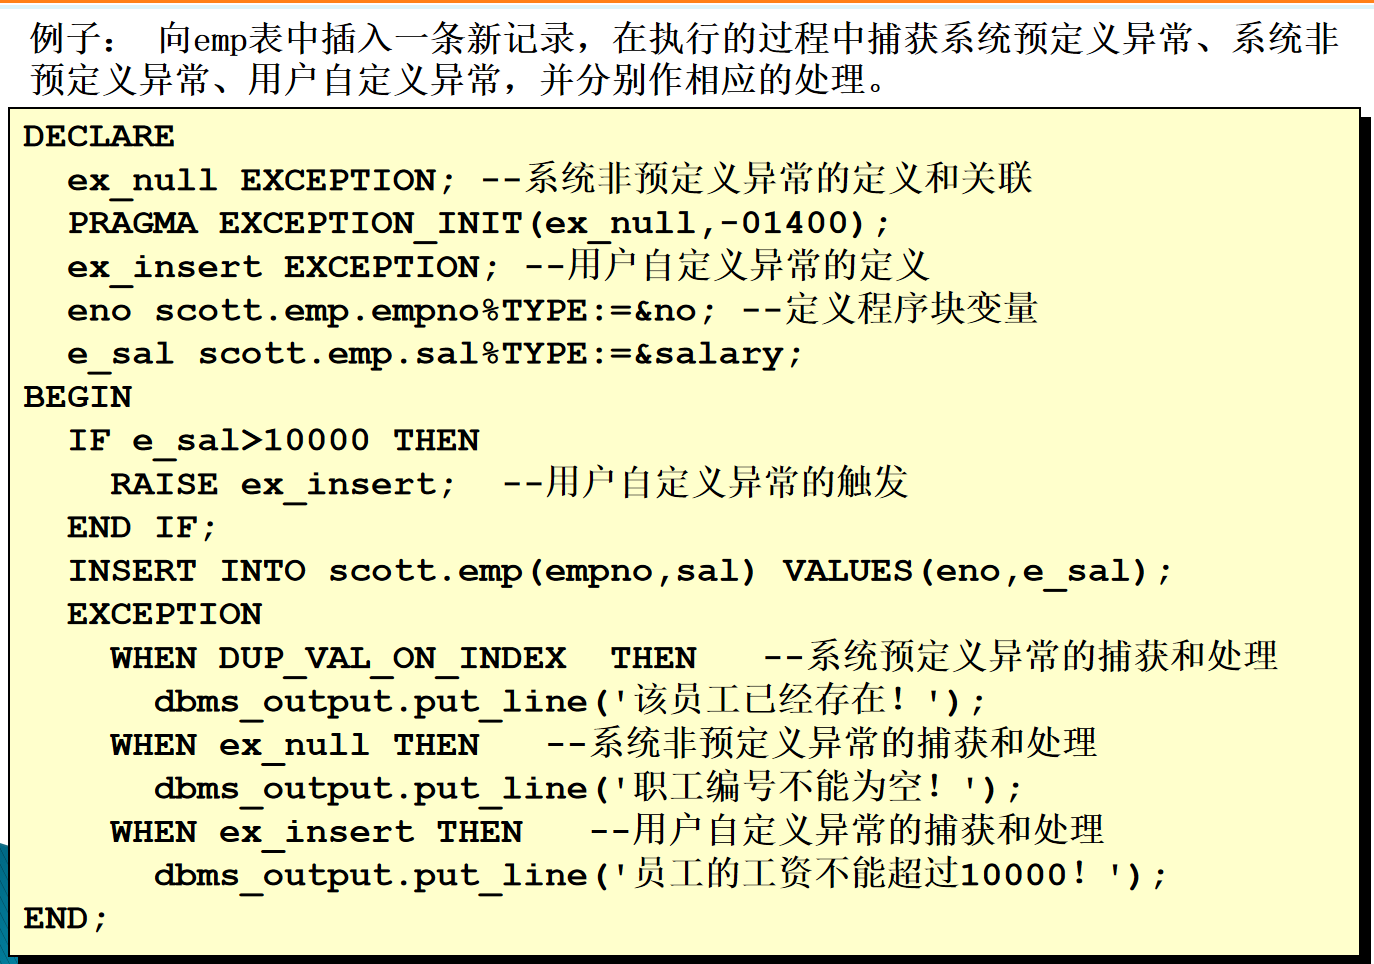 例子： 向emp表中插入一条新记录，在执行的过程中捕获系统预定义异常、系统非
预定义异常、用户自定义异常，并分别作相应的处理。
DECLARE
  ex_null EXCEPTION; --系统非预定义异常的定义和关联
  PRAGMA EXCEPTION_INIT(ex_null,-01400);
  ex_insert EXCEPTION; --用户自定义异常的定义
  eno scott.emp.empno%TYPE:=&no; --定义程序块变量
  e_sal scott.emp.sal%TYPE:=&salary;
BEGIN
  IF e_sal>10000 THEN
    RAISE ex_insert;  --用户自定义异常的触发
  END IF;
  INSERT INTO scott.emp(empno,sal) VALUES(eno,e_sal);
  EXCEPTION
    WHEN DUP_VAL_ON_INDEX  THEN   --系统预定义异常的捕获和处理
      dbms_output.put_line('该员工已经存在！');
    WHEN ex_null THEN   --系统非预定义异常的捕获和处理
      dbms_output.put_line('职工编号不能为空！');
    WHEN ex_insert THEN   --用户自定义异常的捕获和处理
      dbms_output.put_line('员工的工资不能超过10000！');
END;